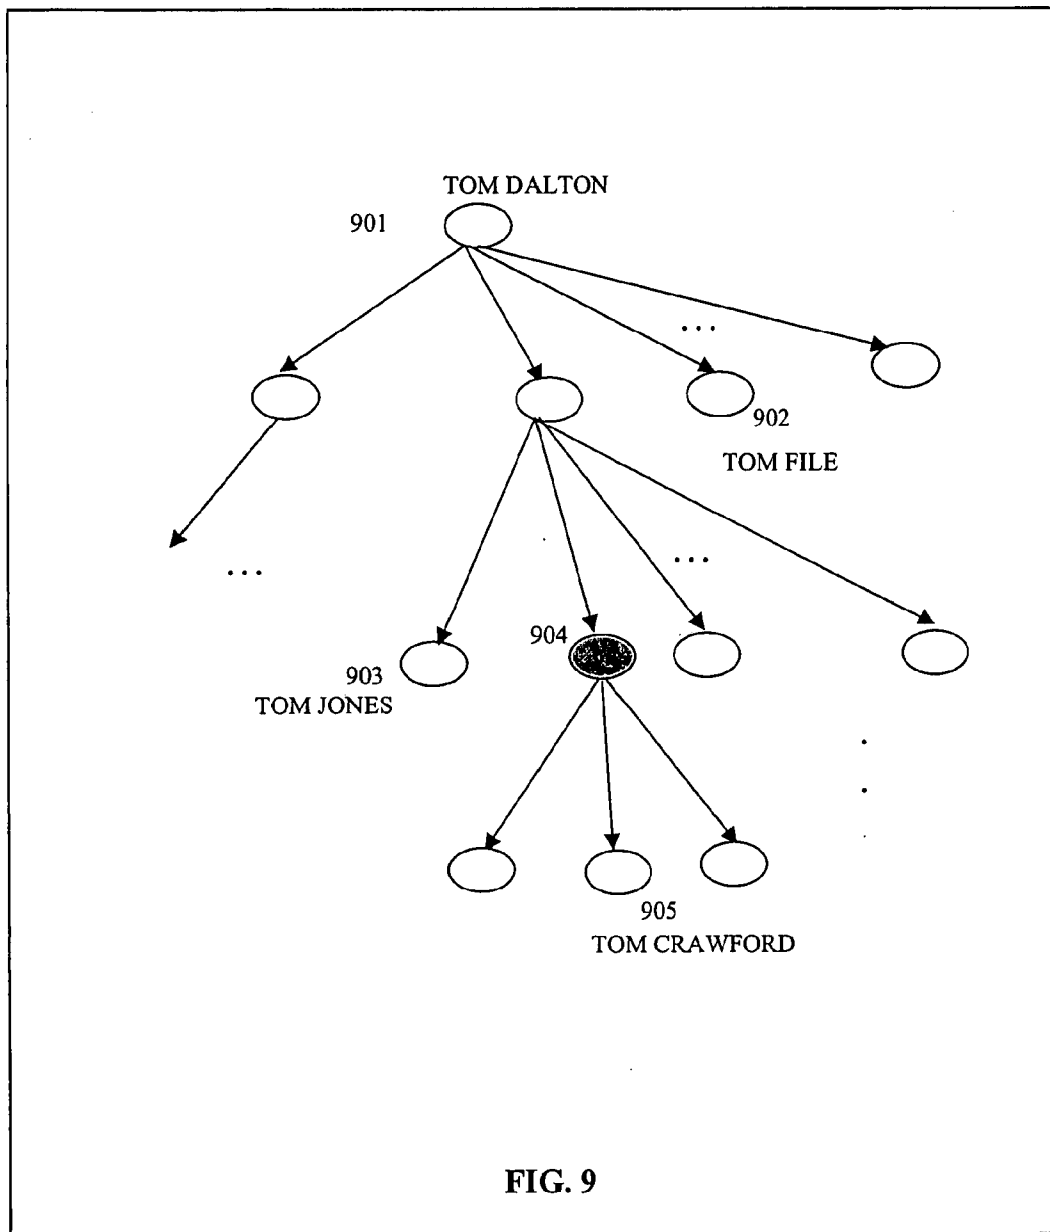 TOM DALTON
901
...
902
TOM FILE
...
...
904
903
TOM JONES
905
TOM CRAWFORD
FIG. 9